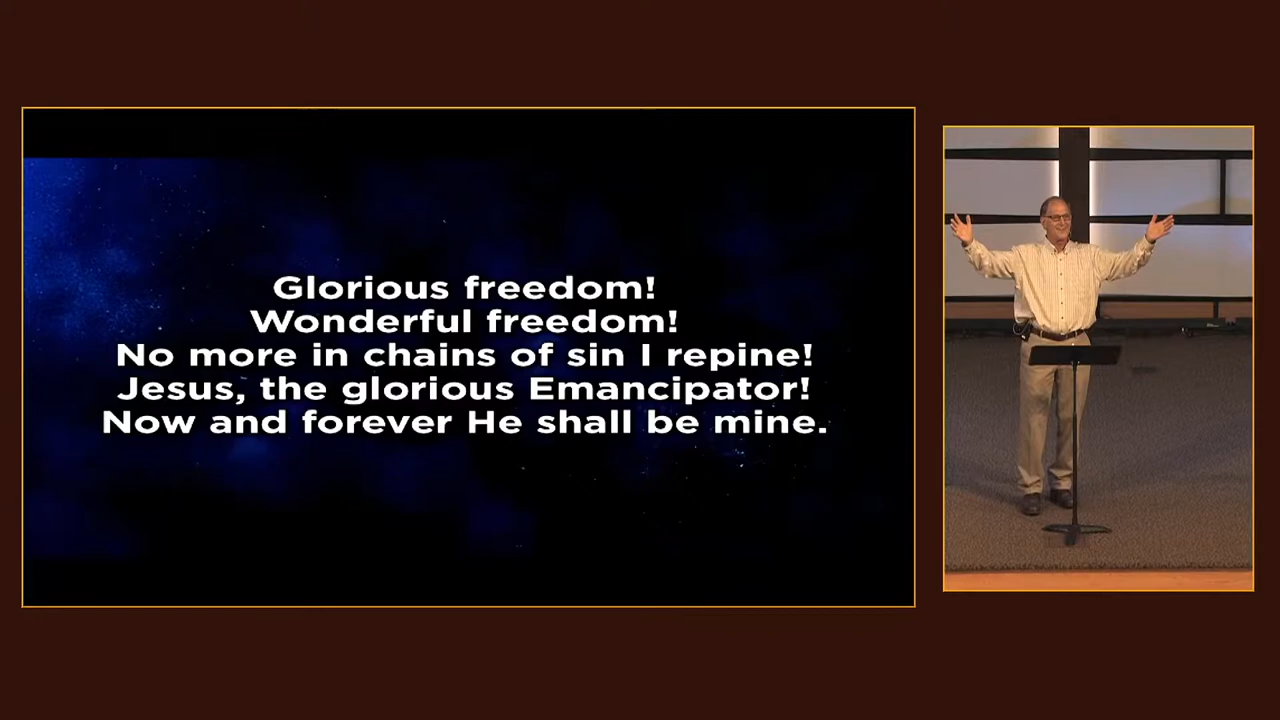 Glorious freedom!
Wonderful freedom!
No more in chains of sin I repine!
Jesus, the glorious Emancipator!
Now and forever He shall be mine.